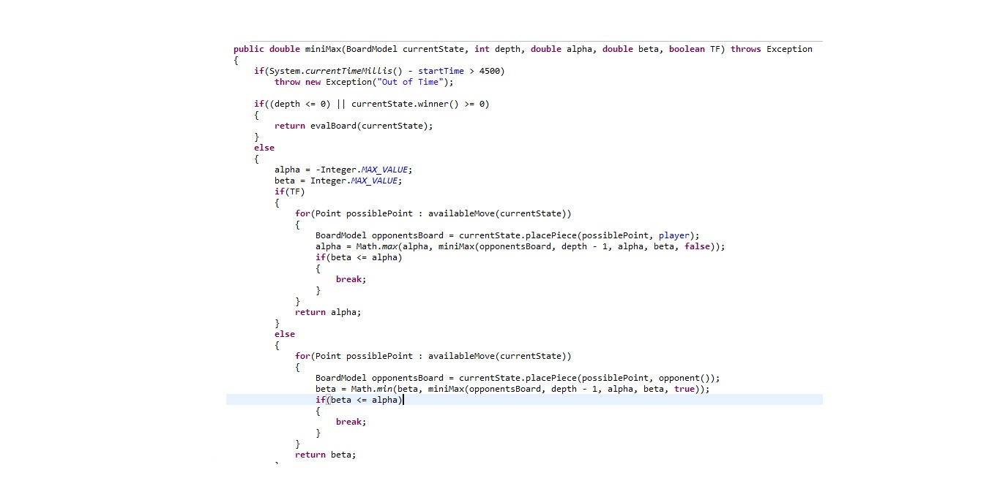 public double miniMax(BoardModel currentState, int depth, double alpha, double beta, boolean TF) throws Exception
{
    if(System.currentTimeMillis() - startTime > 4500)
        throw new Exception("Out of Time");

    if((depth <= 0) || currentState.winner() >= 0)
    {
        return evalBoard(currentState);
    }
    else
    {
        alpha = -Integer.MAX_VALUE;
        beta = Integer.MAX_VALUE;
        if(TF)
        {
            for(Point possiblePoint : availableMove(currentState))
            {
                BoardModel opponentsBoard = currentState.placePiece(possiblePoint, player);
                alpha = Math.max(alpha, miniMax(opponentsBoard, depth - 1, alpha, beta, false));
                if(beta <= alpha)
                {
                    break;
                }
            }
            return alpha;
        }
        else
        {
            for(Point possiblePoint : availableMove(currentState))
            {
                BoardModel opponentsBoard = currentState.placePiece(possiblePoint, opponent());
                beta = Math.min(beta, miniMax(opponentsBoard, depth - 1, alpha, beta, true));
                if(beta <= alpha)
                {
                    break;
                }
            }
            return beta;